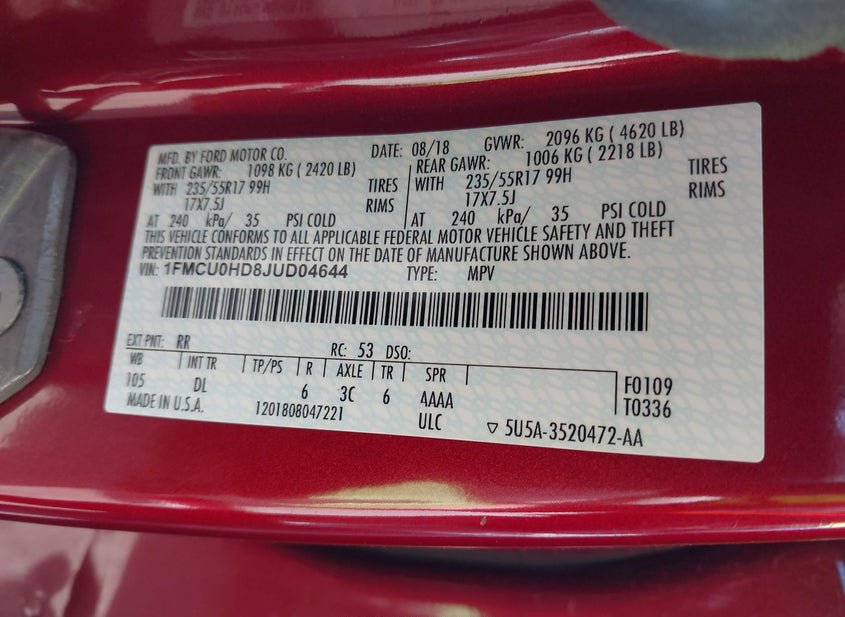 MFD. BY FORD MOTOR CO. DATE: 08/18 GVWR: 2096 KG ( 4620 LB)
FRONT GAWR: 1098 KG ( 2420 LB) REAR GAWR: 1006 KG ( 2218 LB)
WITH 235/55R17 99H TIRES WITH 235/55R17 99H TIRES
17X7.5J RIMS 17X7.5J RIMS
AT 240 kPa/ 35 PSI COLD AT 240 kPa/ 35 PSI COLD
THIS VEHICLE CONFORMS TO ALL APPLICABLE FEDERAL MOTOR VEHICLE SAFETY AND THEFT
PREVENTION STANDARDS IN EFFECT ON THE DATE OF MANUFACTURE SHOWN ABOVE.
VIN: 1FMCU0HD8JUD04644 TYPE: MPV
EXT PNT: RR RC: 53 DSO:
WB INT TR TP/PS R AXLE TR SPR
105 DL 6 3C 6 AAAA F0109
MADE IN U.S.A. 1201808047221 ULC T0336
5U5A-3520472-AA